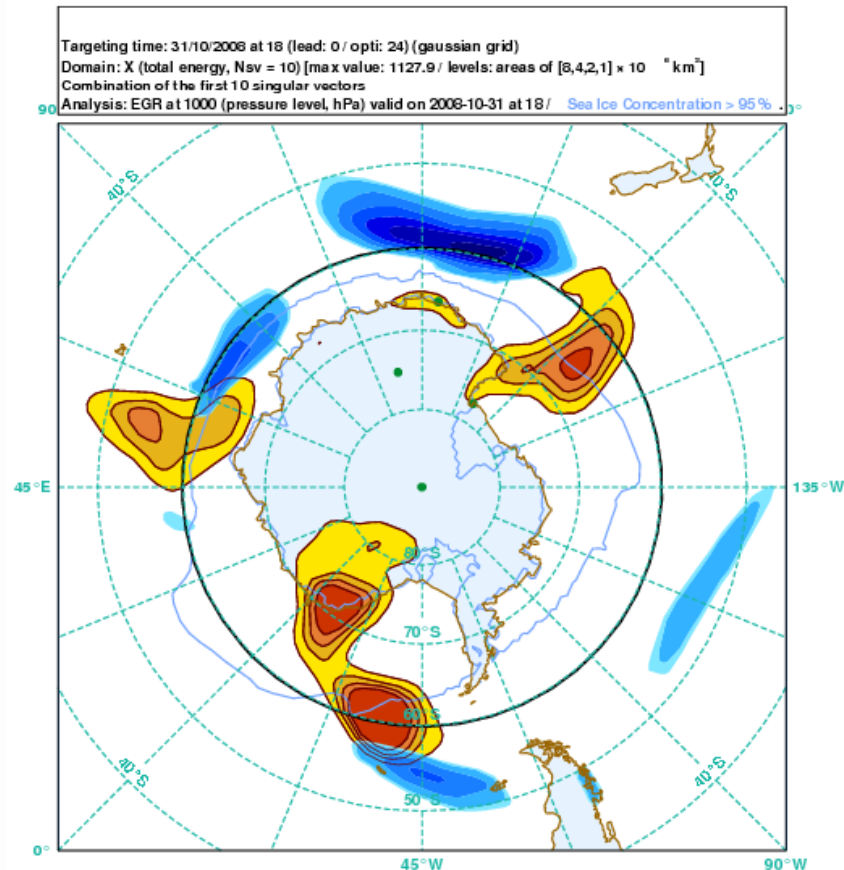 Targeting time: 31/10/2008 at 18 (lead: 0 / opti: 24) (gaussian grid)
Domain: X (total energy, Nsv = 10) [max value: 1127.9 / levels: areas of [8,4,2,1] × 10 ° km²]
Combination of the first 10 singular vectors
Analysis: EGR at 1000 (pressure level, hPa) valid on 2008-10-31 at 18 / Sea Ice Concentration > 95 % .
90 0°
40°S
40°S
45°E 135°W
80°S
70°S
60°S
50°S
40°S 40°S
0° 45°W 90°W